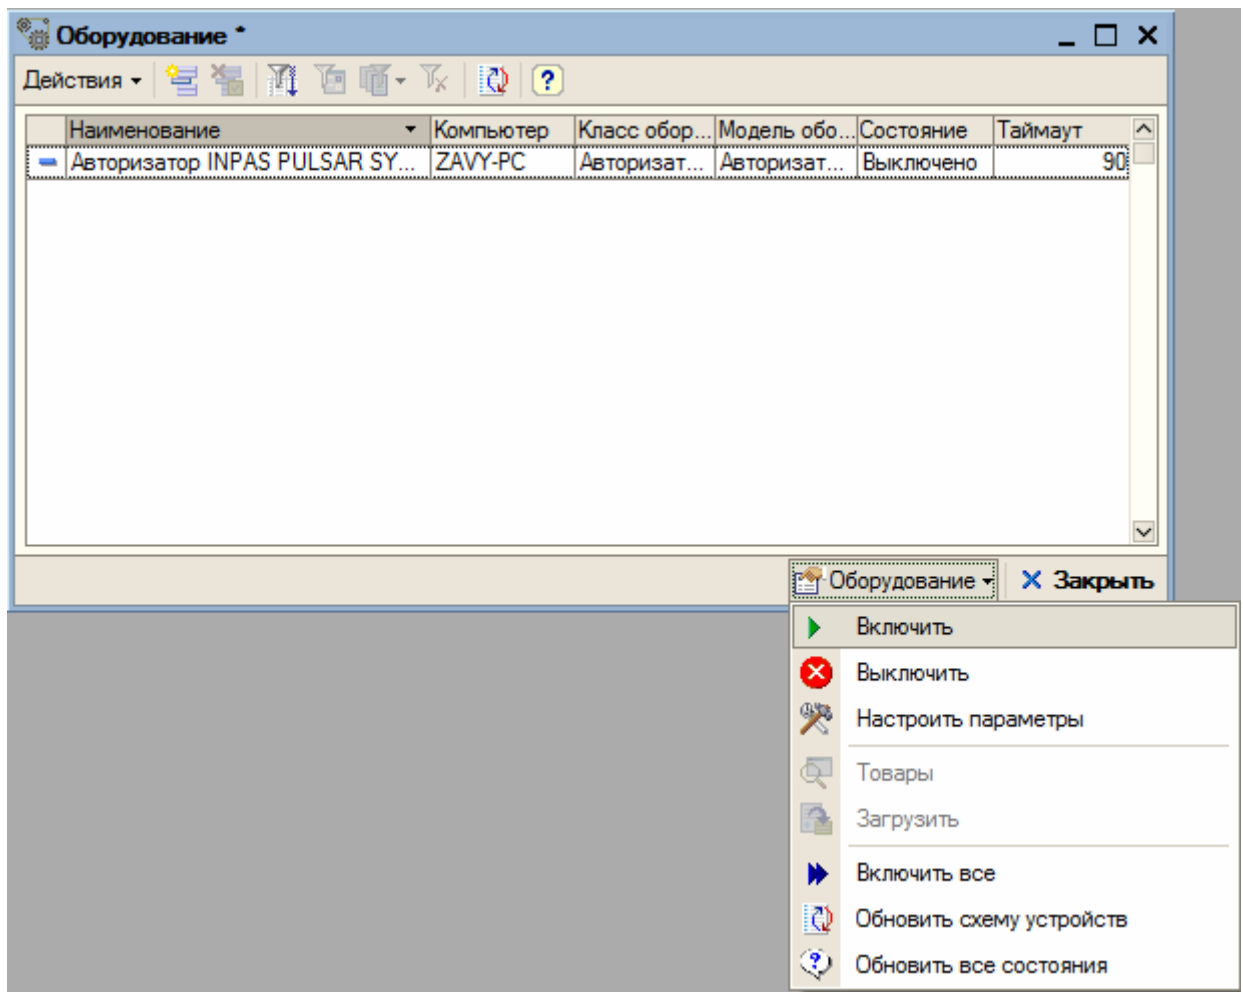 Оборудование *
Действия
Наименование Компьютер Класс обор... Модель обо... Состояние Таймаут
Авторизатор INPAS PULSAR SY... ZAVY-PC Авторизат... Авторизат... Выключено 90
Оборудование Закрыть
Включить
Выключить
Настроить параметры
Товары
Загрузить
Включить все
Обновить схему устройств
Обновить все состояния